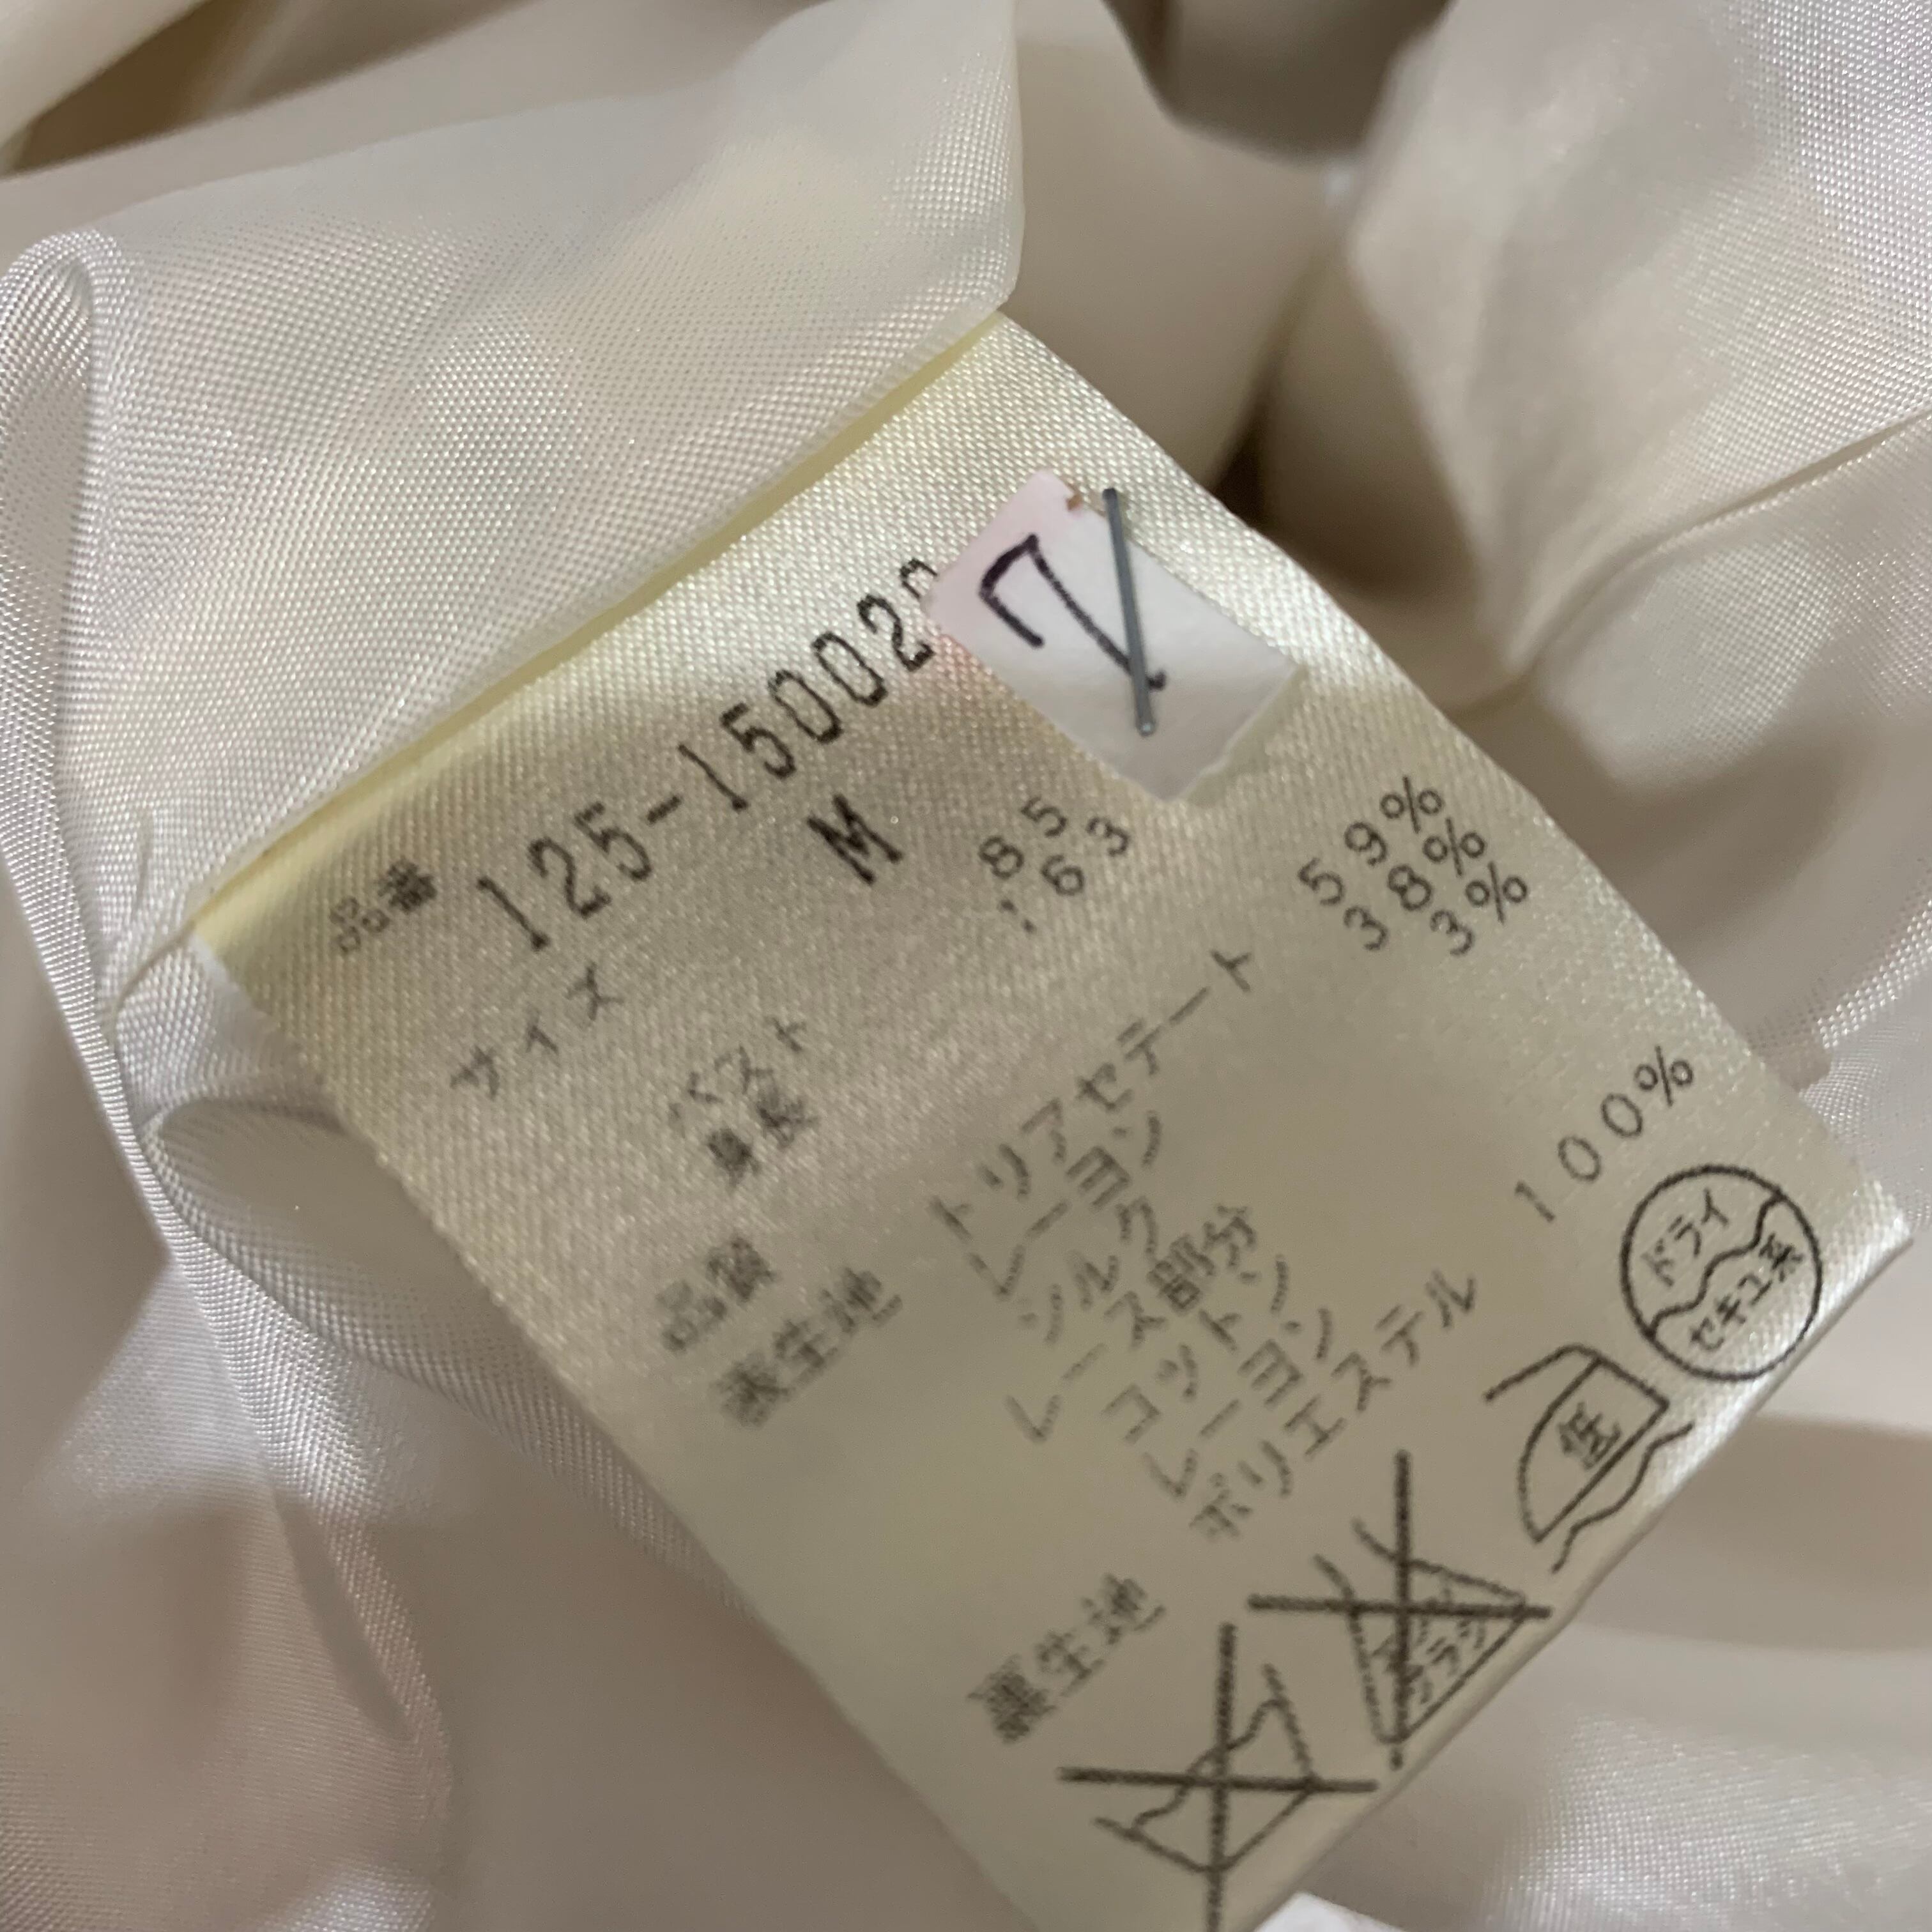 7
品番 125-15002
サイズ M
バスト 85
身長 163
品質
表生地 トリアセテート 59%
レーヨン 38%
シルク 3%
レース部分
コットン
レーヨン
ポリエステル
裏生地 100%
ドライ
セキユ系
低